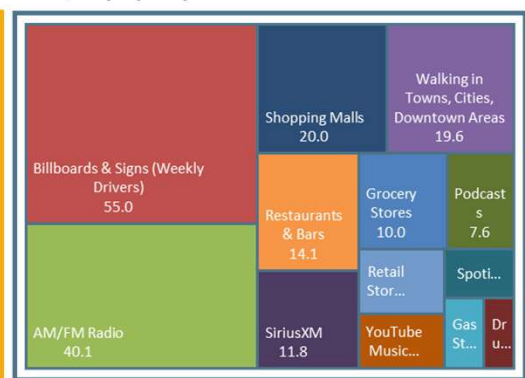 Billboards & Signs (Weekly
Drivers)
55.0
AM/FM Radio
40.1
Shopping Malls
20.0
Walking in
Towns, Cities,
Downtown Areas
19.6
Restaurants
& Bars
14.1
SiriusXM
11.8
Grocery
Stores
10.0
Podcast
s
7.6
Retail
Stor...
Spoti...
YouTube
Music...
Gas
St...
Dr
u...